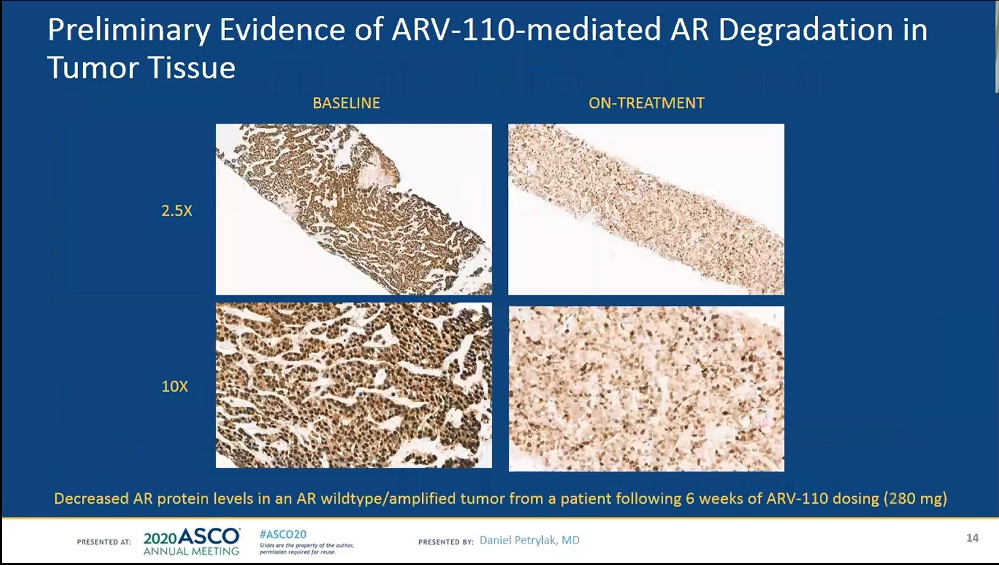 Preliminary Evidence of ARV-110-mediated AR Degradation in
Tumor Tissue
BASELINE
ON-TREATMENT
2.5X
10X
Decreased AR protein levels in an AR wildtype/amplified tumor from a patient following 6 weeks of ARV-110 dosing (280 mg)
PRESENTED AT:
2020 ASCO
ANNUAL MEETING
#ASCO20
Slides are the property of the author,
permission required for reuse.
PRESENTED BY: Daniel Petrylak, MD
14